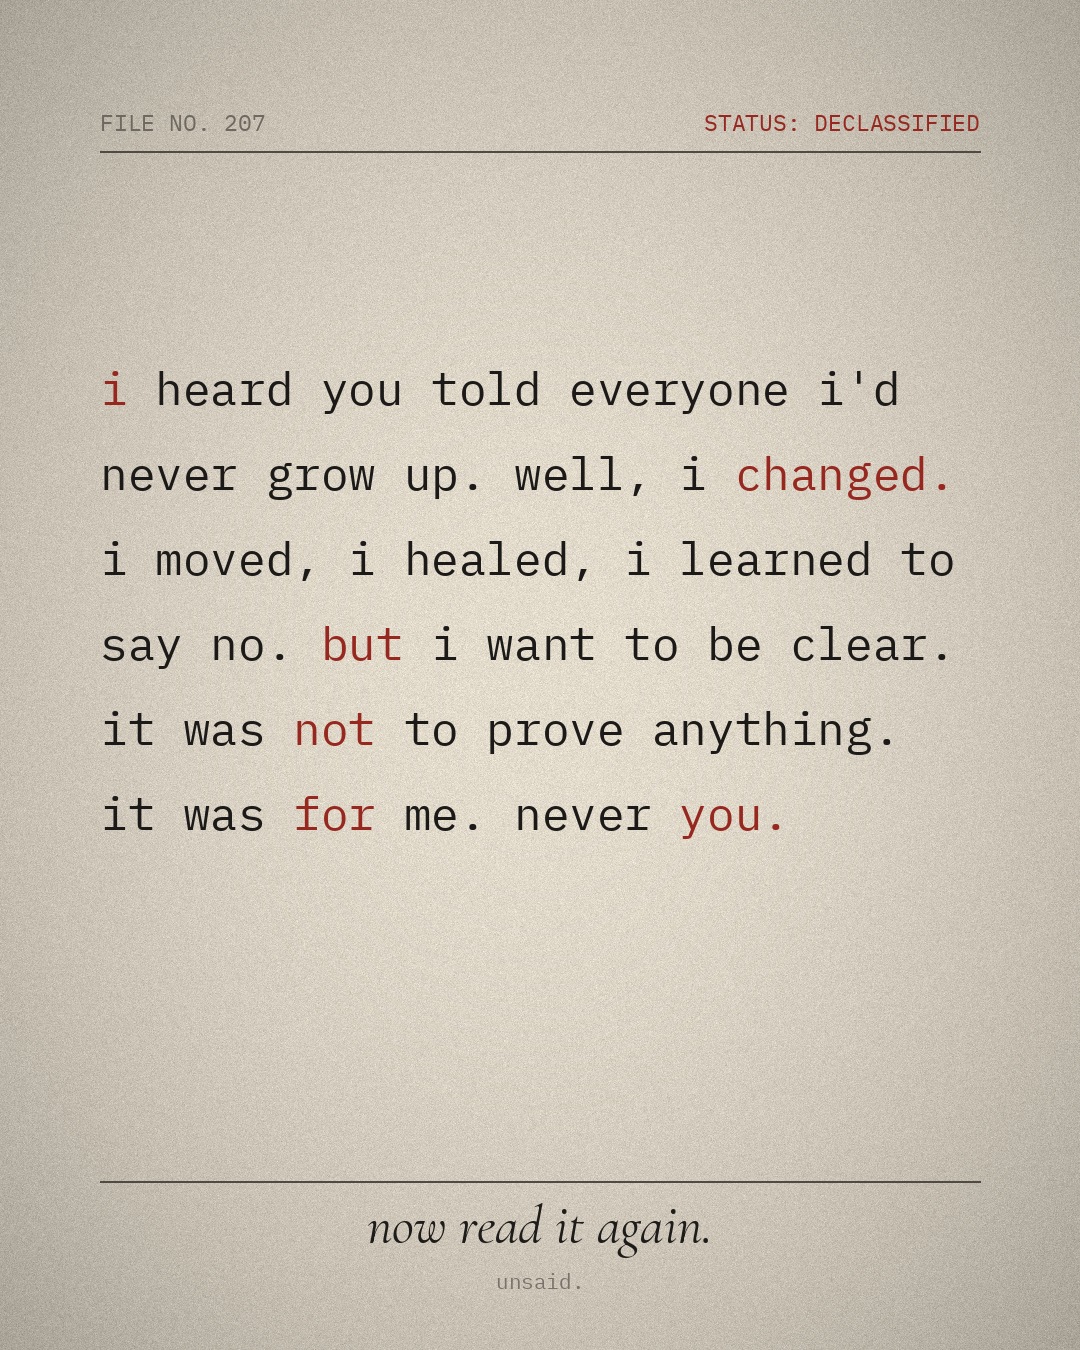 FILE NO. 207
STATUS: DECLASSIFIED
i heard you told everyone i'd
never grow up. well, i changed.
i moved, i healed, i learned to
say no. but i want to be clear.
it was not to prove anything.
it was for me. never you.
now read it again.
unsaid.